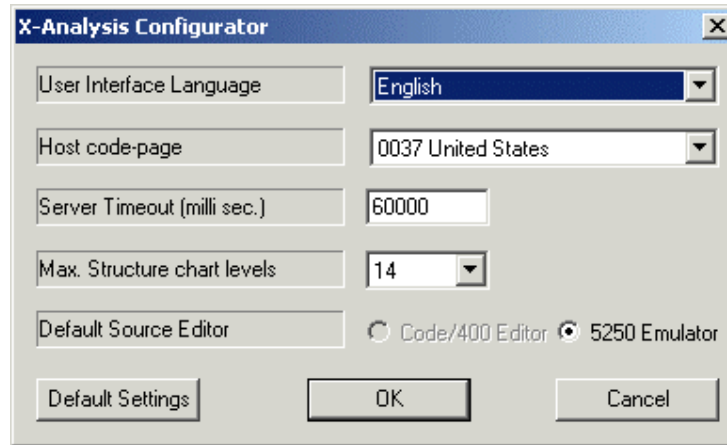 X-Analysis Configurator
User Interface Language
English
Host code-page
0037 United States
Server Timeout (milli sec.)
60000
Max. Structure chart levels
14
Default Source Editor
Code/400 Editor
5250 Emulator
Default Settings
OK
Cancel